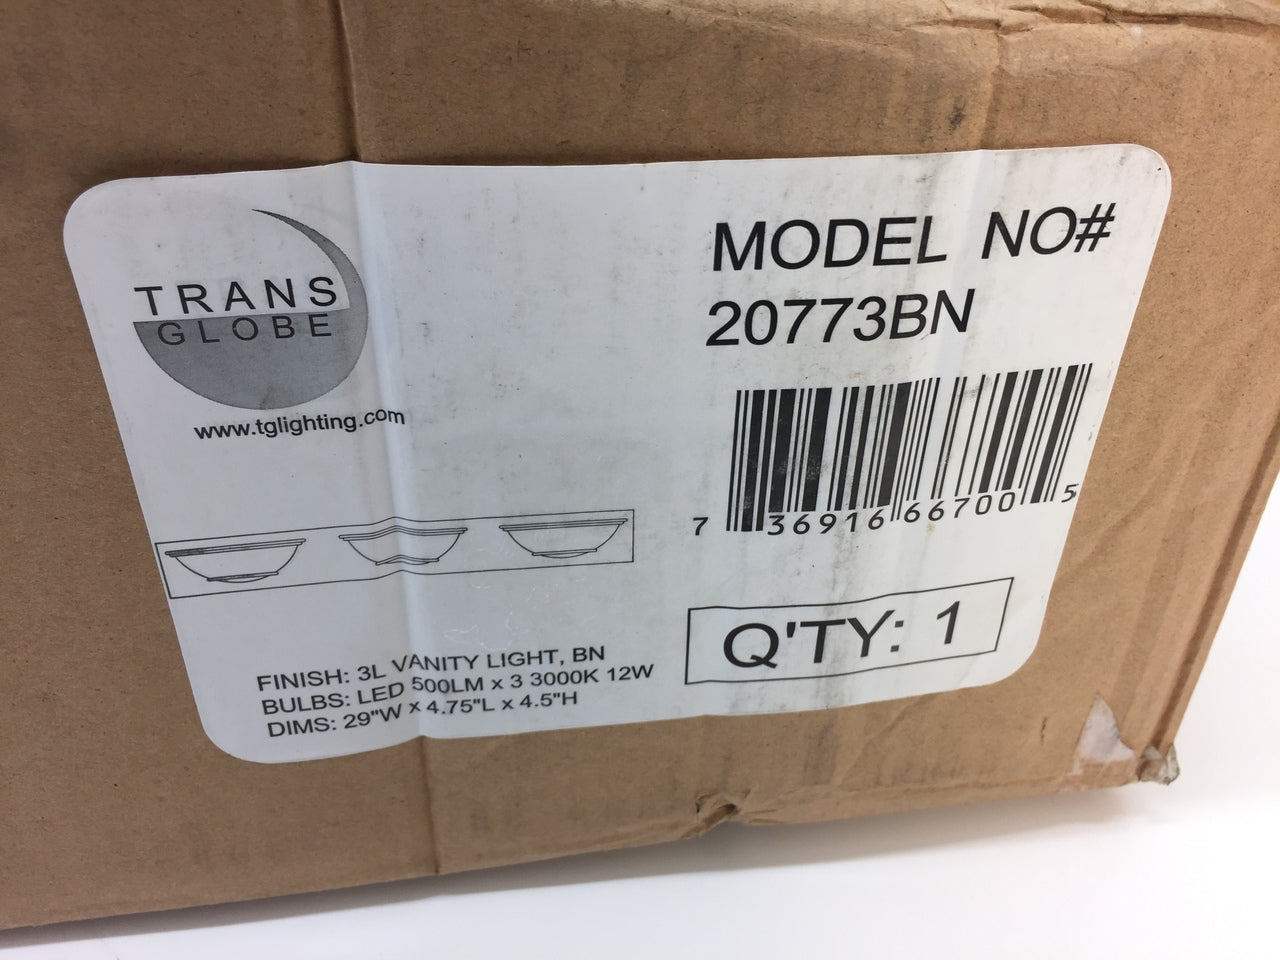 TRANS
GLOBE
www.tglighting.com
MODEL NO#
20773BN
7 36916 66700 5
Q'TY: 1
FINISH: 3L VANITY LIGHT, BN
BULBS: LED 500LM x 3 3000K 12W
DIMS: 29"W x 4.75"L x 4.5"H